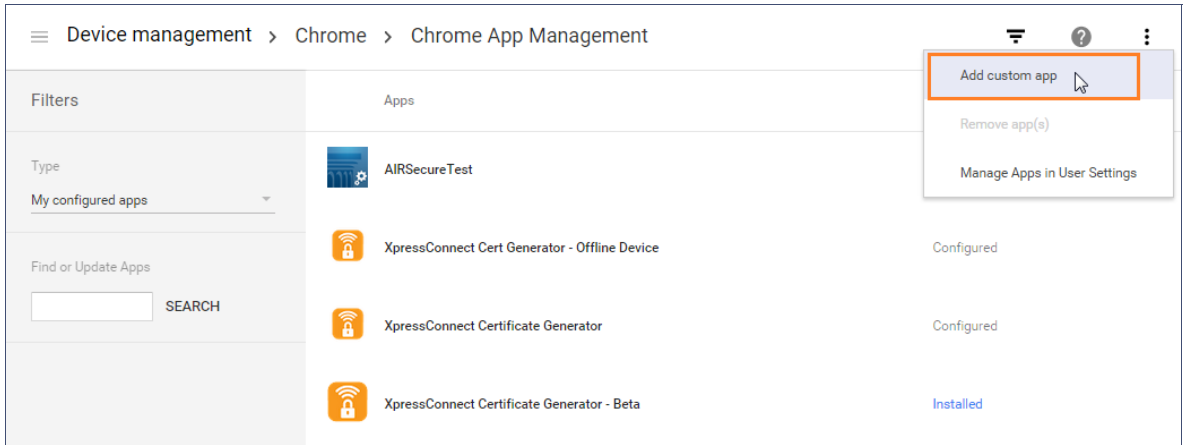 Device management > Chrome > Chrome App Management
Add custom app
Remove app(s)
Manage Apps in User Settings
Filters
Type
My configured apps
Find or Update Apps
SEARCH
Apps
AIRSecureTest
XpressConnect Cert Generator - Offline Device Configured
XpressConnect Certificate Generator Configured
XpressConnect Certificate Generator - Beta Installed